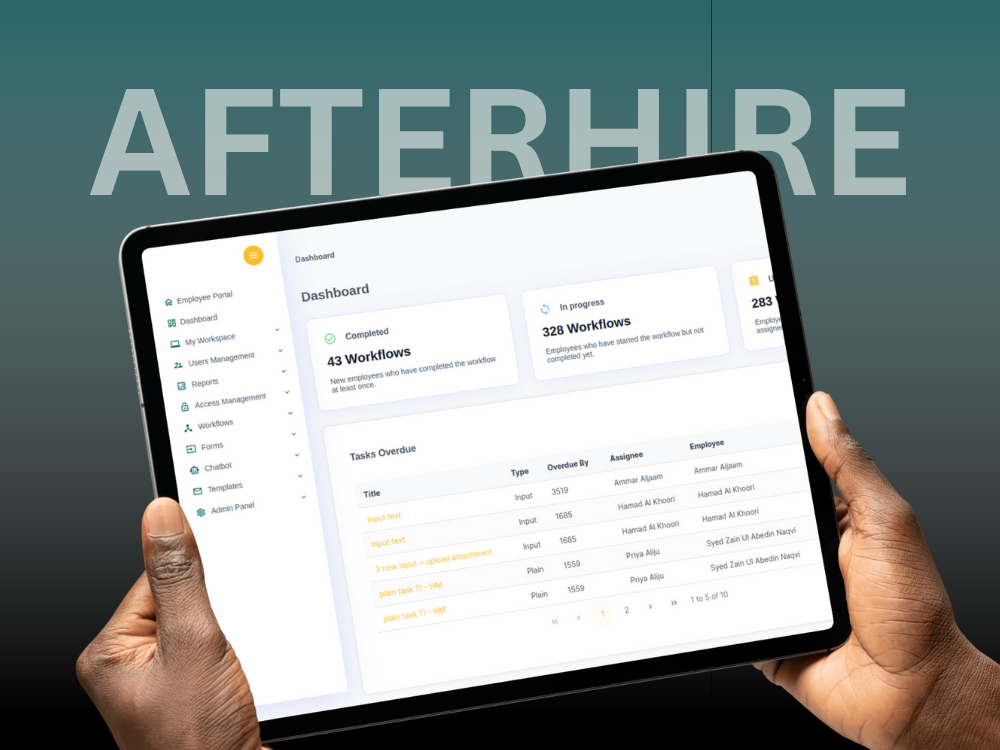 AFTERHIRE
Dashboard
Employee Portal
Dashboard
My Workspace
Users Management
Reports
Access Management
Workflows
Forms
Chatbot
Templates
Admin Panel
Dashboard
Completed
43 Workflows
New employees who have completed the workflow
at least once.
In progress
328 Workflows
Employees who have started the workflow but not
completed yet.
283
Tasks Overdue
Title Type Overdue By Assignee Employee
Input text Input 3519 Ammar Aljaam Ammar Aljaam
Input text Input 1685 Hamad Al Khoori Hamad Al Khoori
3 new input > upload attachment Input 1685 Hamad Al Khoori Hamad Al Khoori
plain task 11 - HM Plain 1559 Priya Aliju Syed Zain Ul Abedin Naqvi
plain task 11 - HM Plain 1559 Priya Aliju Syed Zain Ul Abedin Naqvi
« ‹ 1 2 › » 1 to 5 of 10